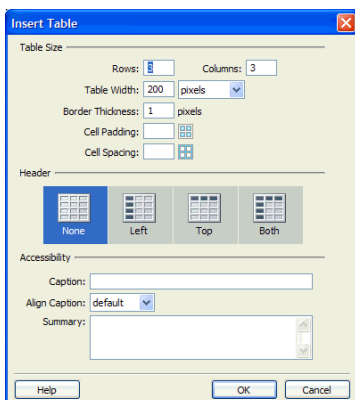 Insert Table
Table Size
Rows: 3 Columns: 3
Table Width: 200 pixels
Border Thickness: 1 pixels
Cell Padding:
Cell Spacing:
Header
None Left Top Both
Accessibility
Caption:
Align Caption: default
Summary:
Help OK Cancel